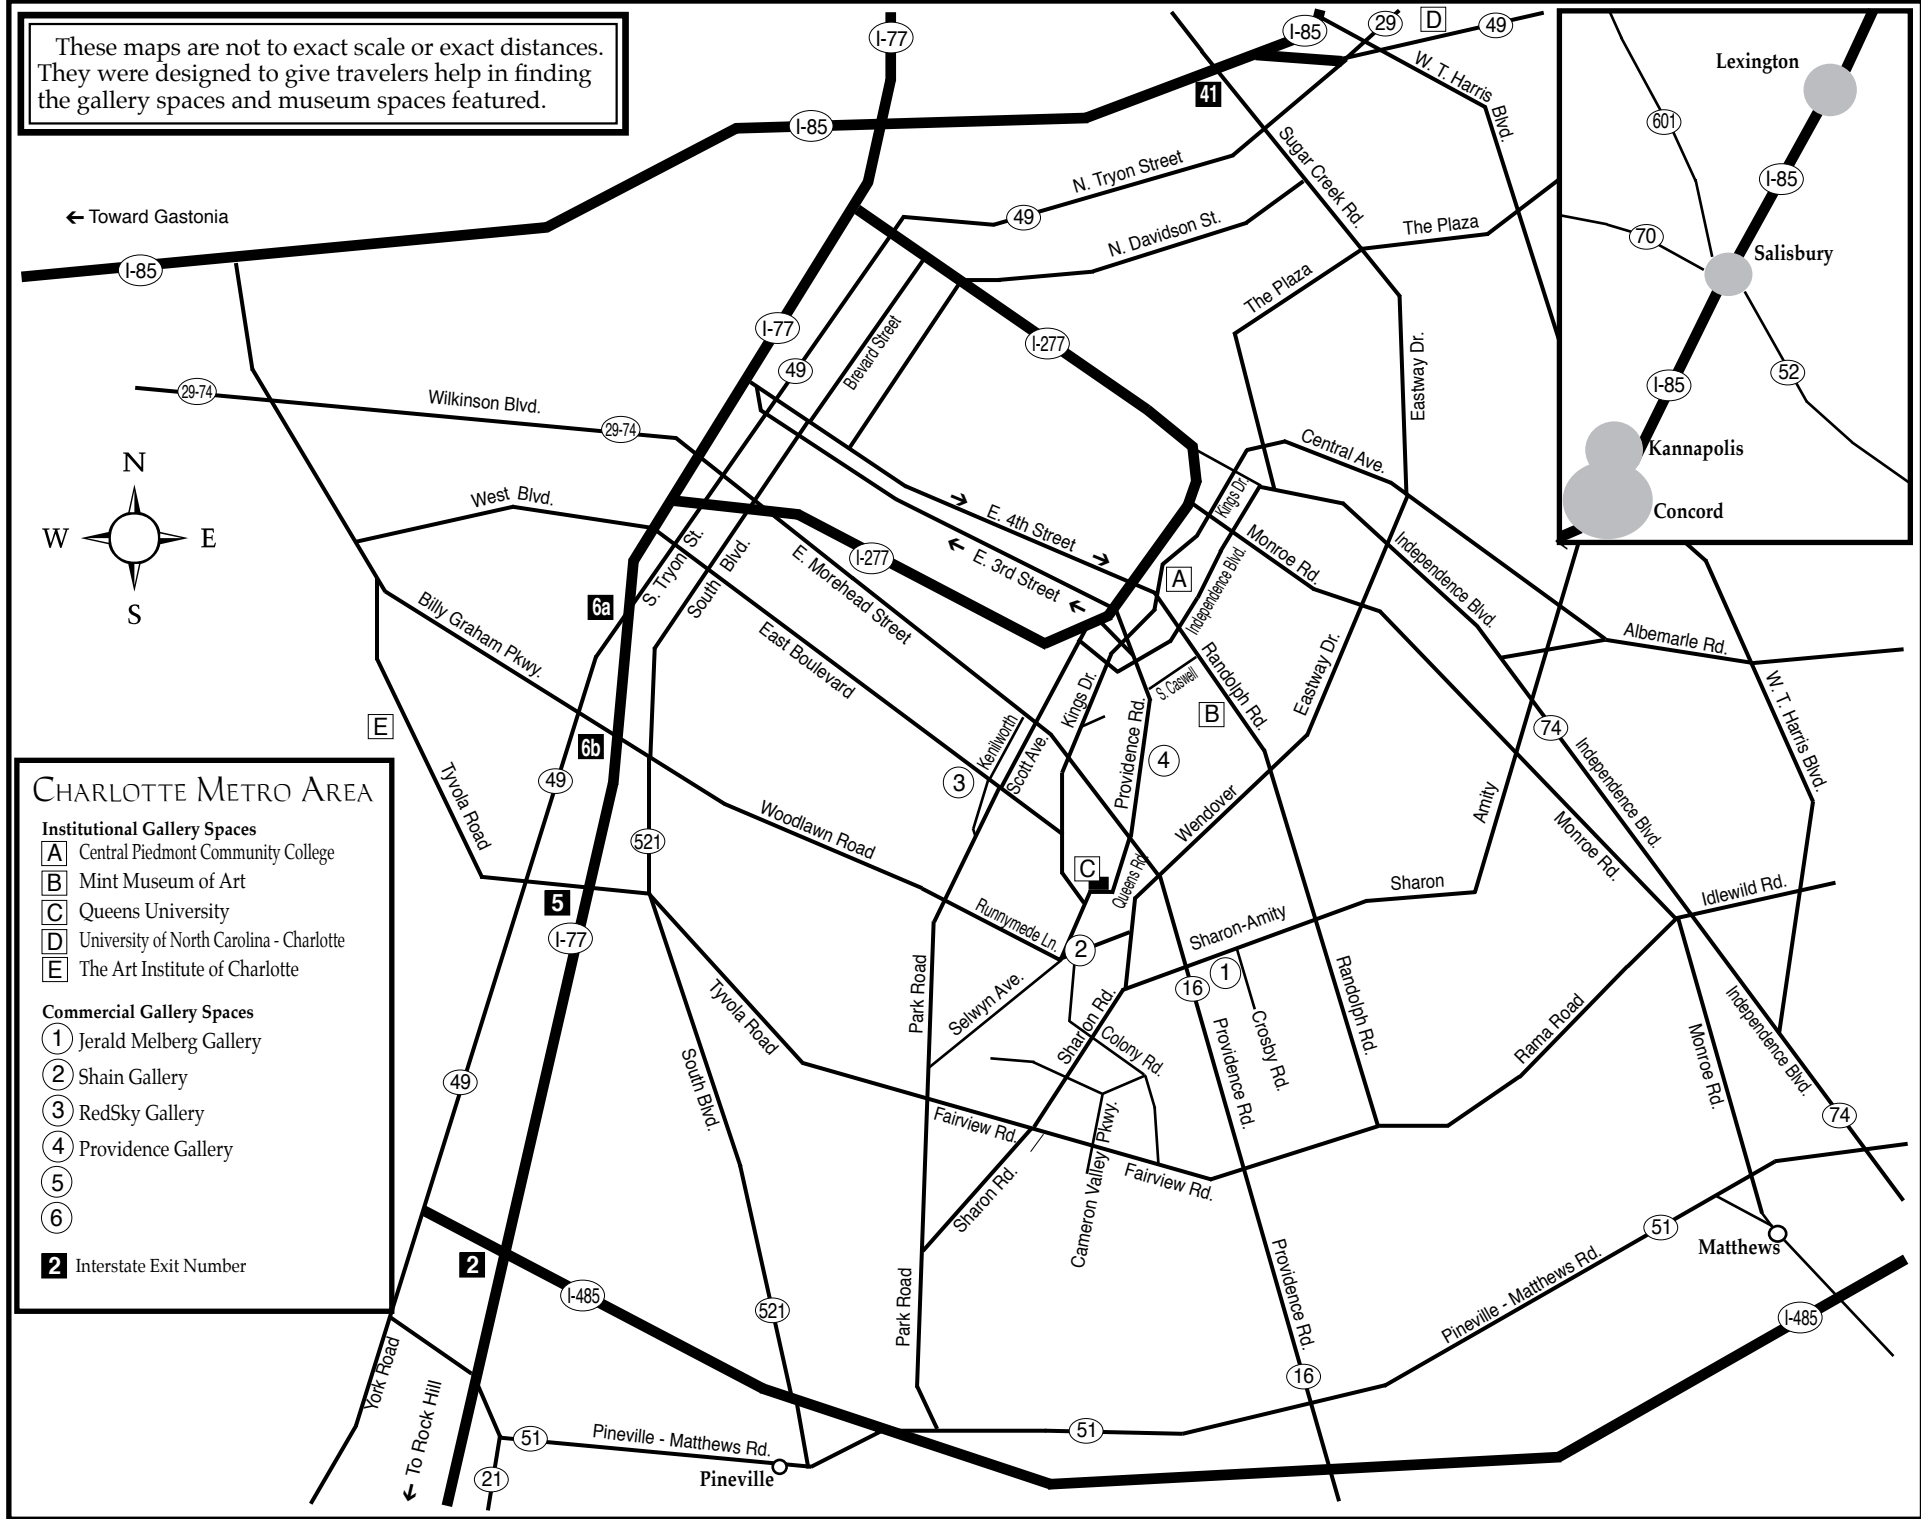 These maps are not to exact scale or exact distances.
They were designed to give travelers help in finding
the gallery spaces and museum spaces featured.
I-77
I-85
29
D
49
W. T. Harris Blvd.
41
I-85
Sugar Creek Rd.
N. Tryon Street
49
N. Davidson St.
The Plaza
The Plaza
← Toward Gastonia
I-85
I-77
49
Brevard Street
I-277
Eastway Dr.
29-74
Wilkinson Blvd.
29-74
Central Ave.
Kings Dr.
West Blvd.
N
W
E
S
E. 4th Street
E. 3rd Street
I-277
E. Morehead Street
S. Tryon St.
South Blvd.
6a
A
Independence Blvd.
Monroe Rd.
Independence Blvd.
Albemarle Rd.
Billy Graham Pkwy.
East Boulevard
Randolph Rd.
S. Caswell
B
Eastway Dr.
W. T. Harris Blvd.
E
6b
Kings Dr.
Kenilworth
Scott Ave.
Providence Rd.
4
3
74
Independence Blvd.
49
Tyvola Road
521
Woodlawn Road
Wendover
Amity
Monroe Rd.
C
Queens Rd.
Sharon
Idlewild Rd.
5
I-77
Runnymede Ln.
2
Sharon-Amity
1
16
Selwyn Ave.
Park Road
Tyvola Road
Sharon Rd.
Colony Rd.
Crosby Rd.
Providence Rd.
Randolph Rd.
Rama Road
Monroe Rd.
Independence Blvd.
74
49
South Blvd.
Fairview Rd.
Cameron Valley Pkwy.
Fairview Rd.
Sharon Rd.
51
Matthews
2
I-485
521
Park Road
Providence Rd.
Pineville - Matthews Rd.
I-485
16
York Road
← To Rock Hill
51
Pineville - Matthews Rd.
51
21
Pineville
CHARLOTTE METRO AREA
Institutional Gallery Spaces
A Central Piedmont Community College
B Mint Museum of Art
C Queens University
D University of North Carolina - Charlotte
E The Art Institute of Charlotte
Commercial Gallery Spaces
1 Jerald Melberg Gallery
2 Shain Gallery
3 RedSky Gallery
4 Providence Gallery
5
6
2 Interstate Exit Number
Lexington
601
I-85
70
Salisbury
I-85
52
Kannapolis
Concord